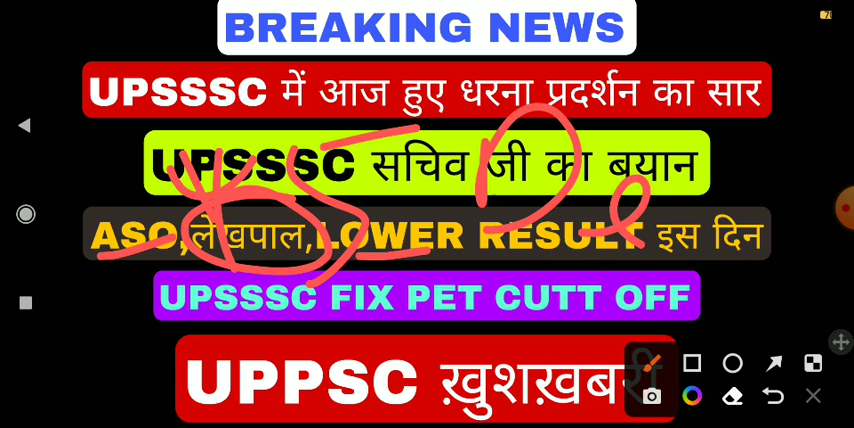 BREAKING NEWS
UPSSSC में आज हुए धरना प्रदर्शन का सार
UPSSSC सचिव जी का बयान
ASO,लेखपाल,LOWER RESULT इस दिन
UPSSSC FIX PET CUTT OFF
UPPSC ख़ुशख़बरी